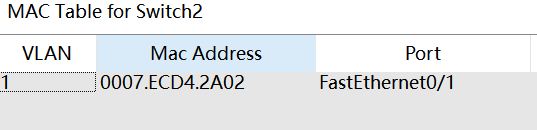 MAC Table for Switch2
VLAN Mac Address Port
1 0007.ECD4.2A02 FastEthernet0/1